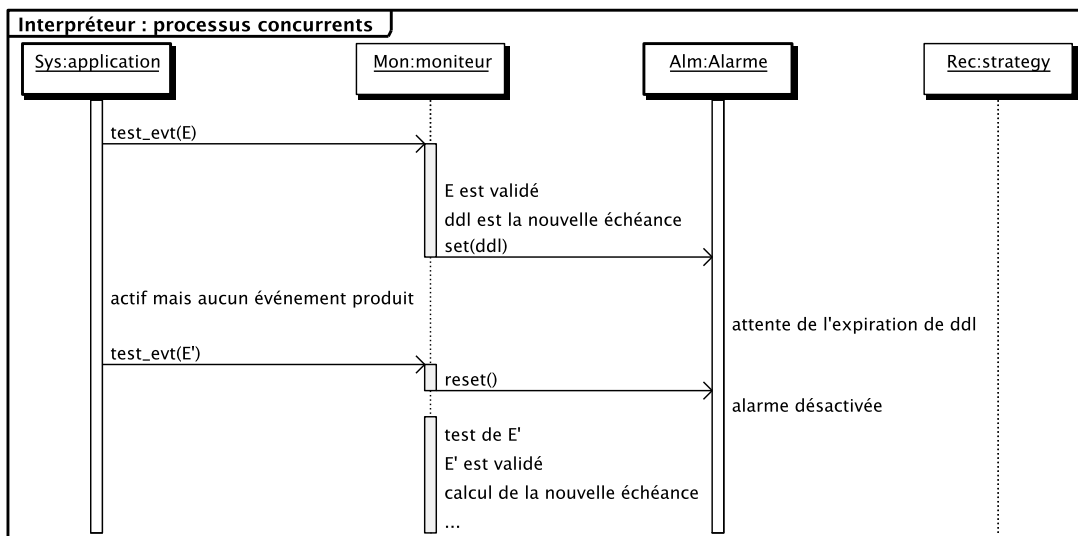 Interpréteur : processus concurrents
Sys:application
Mon:moniteur
Alm:Alarme
Rec:strategy
test_evt(E)
E est validé
ddl est la nouvelle échéance
set(ddl)
actif mais aucun événement produit
attente de l'expiration de ddl
test_evt(E')
reset()
alarme désactivée
test de E'
E' est validé
calcul de la nouvelle échéance
...